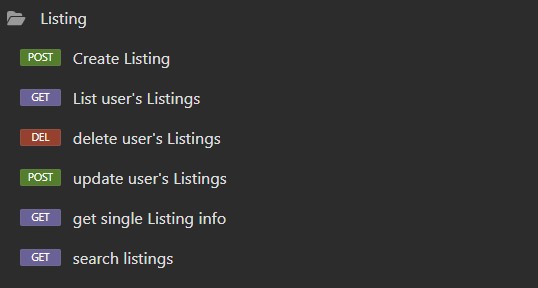 Listing
POST Create Listing
GET List user's Listings
DEL delete user's Listings
POST update user's Listings
GET get single Listing info
GET search listings